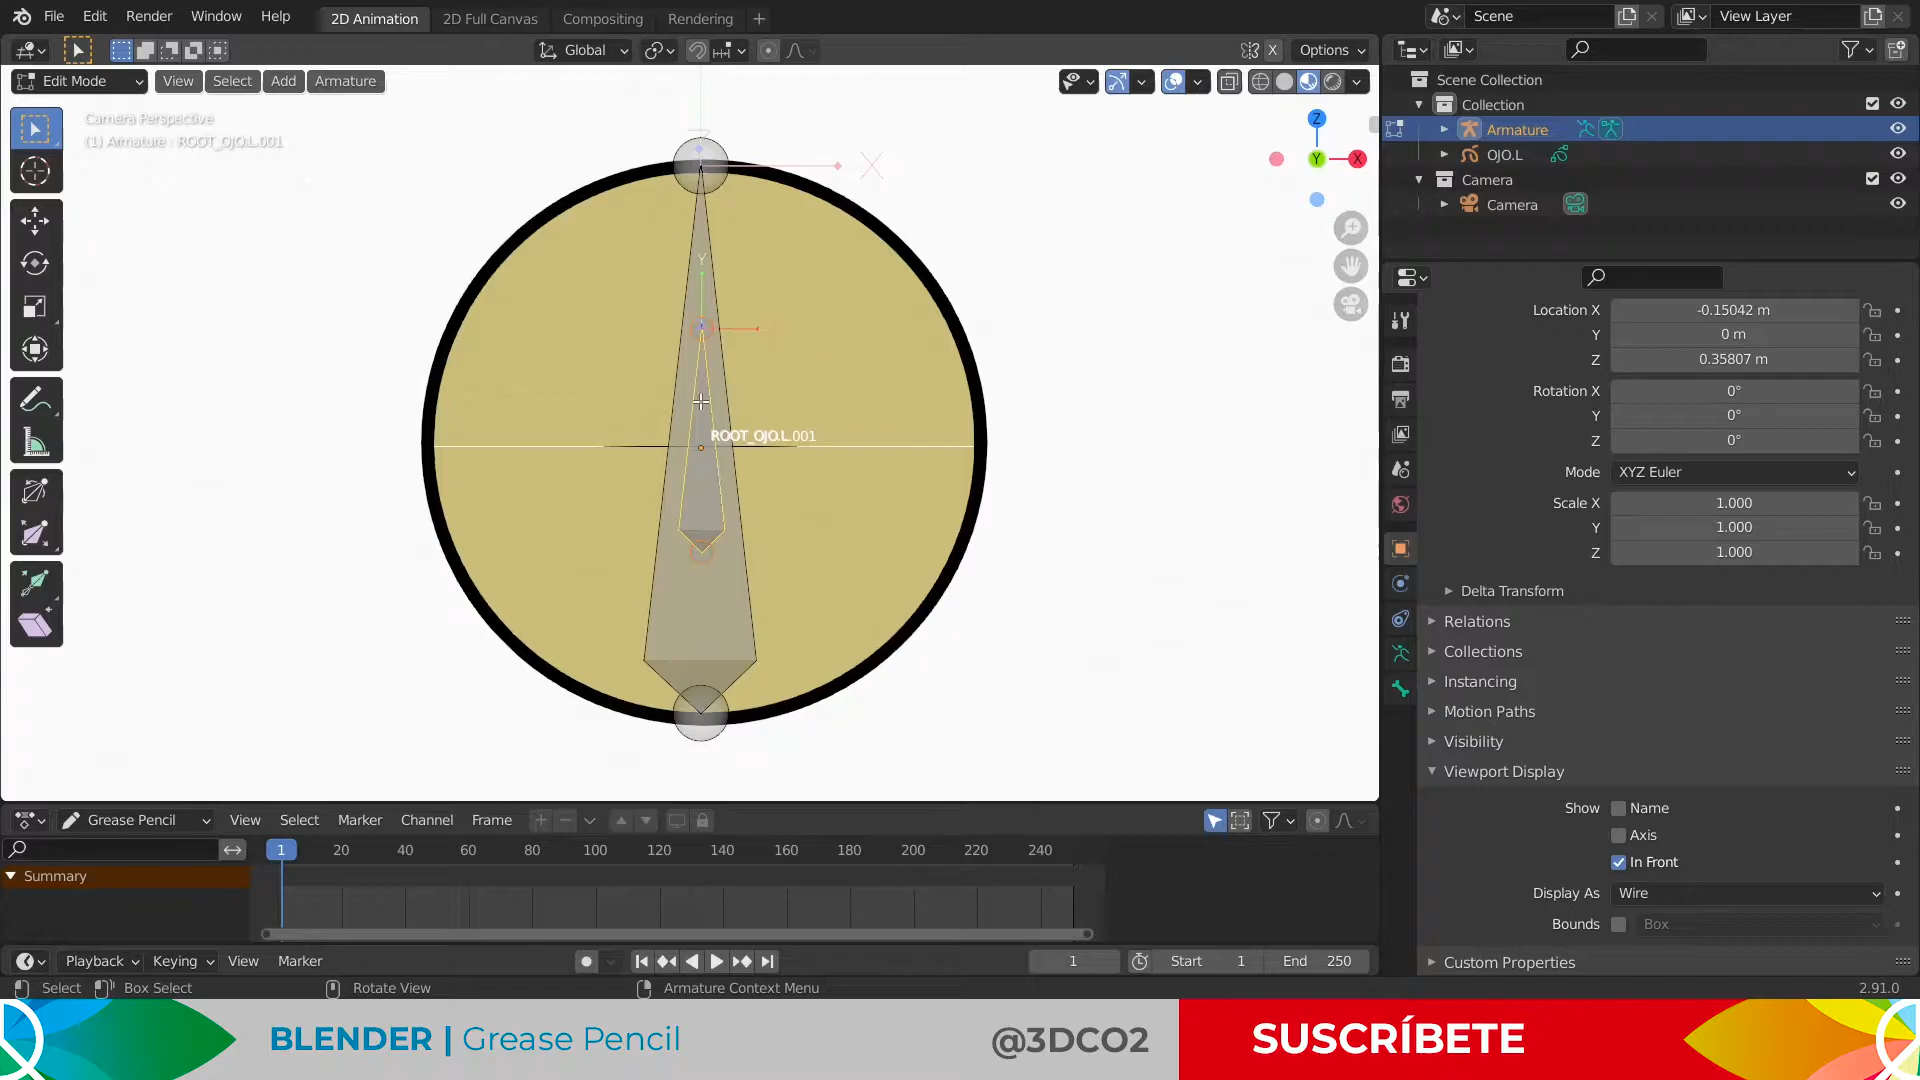 File Edit Render Window Help 2D Animation 2D Full Canvas Compositing Rendering + Scene View Layer
Global X Options
Edit Mode View Select Add Armature
Scene Collection
Collection
Armature
OJO.L
Camera
Camera
Camera Perspective
(1) Armature : ROOT_OJO.L.001
Z
Y
X
X
Y
ROOT_OJO.L.001
Location X -0.15042 m
Y 0 m
Z 0.35807 m
Rotation X 0°
Y 0°
Z 0°
Mode XYZ Euler
Scale X 1.000
Y 1.000
Z 1.000
Delta Transform
Relations
Collections
Instancing
Motion Paths
Visibility
Viewport Display
Show Name
Axis
In Front
Display As Wire
Bounds Box
Custom Properties
Grease Pencil View Select Marker Channel Frame
1 20 40 60 80 100 120 140 160 180 200 220 240
Summary
Playback Keying View Marker 1 Start 1 End 250
Select Box Select Rotate View Armature Context Menu 2.91.0
BLENDER | Grease Pencil @3DCO2 SUSCRÍBETE